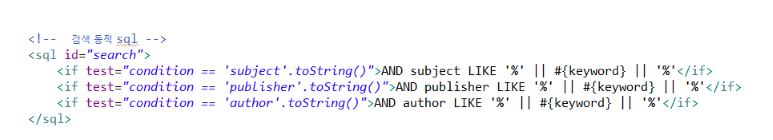 <!--  검색 동적 sql -->
<sql id="search">
    <if test="condition == 'subject'.toString()">AND subject LIKE '%' || #{keyword} || '%'</if>
    <if test="condition == 'publisher'.toString()">AND publisher LIKE '%' || #{keyword} || '%'</if>
    <if test="condition == 'author'.toString()">AND author LIKE '%' || #{keyword} || '%'</if>
</sql>